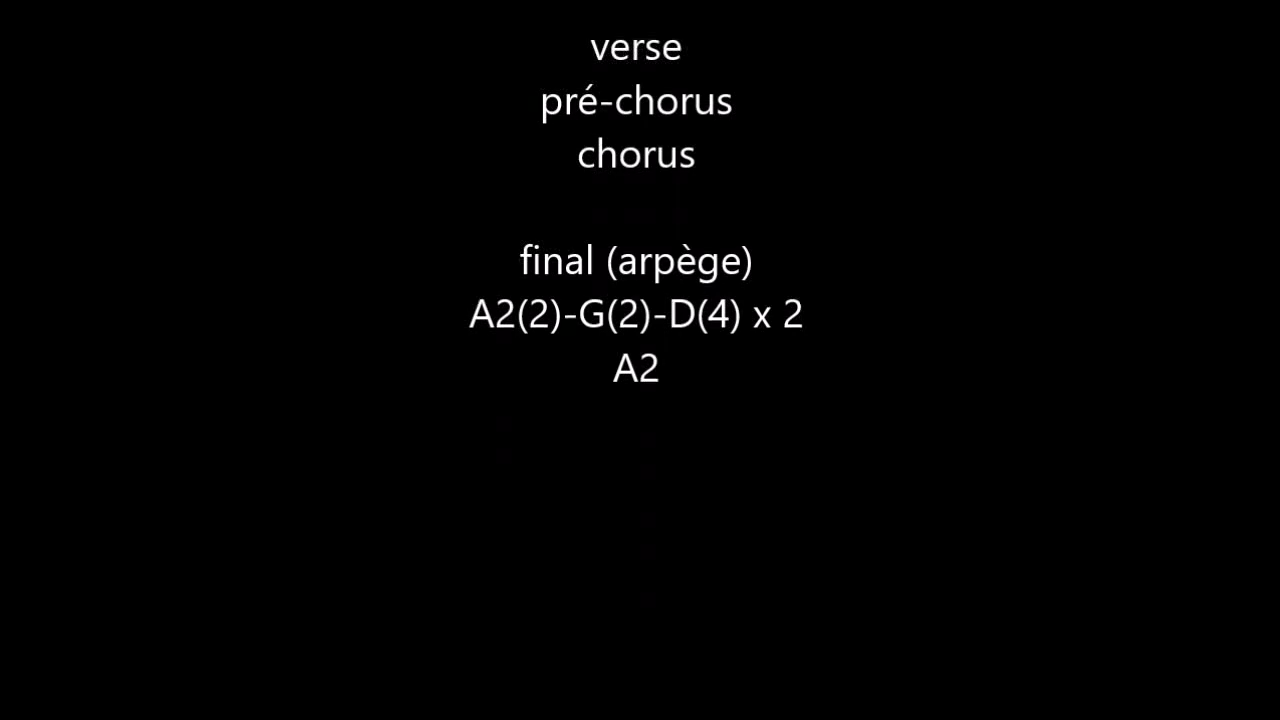 verse
pré-chorus
chorus
final (arpège)
A2(2)-G(2)-D(4) x 2
A2